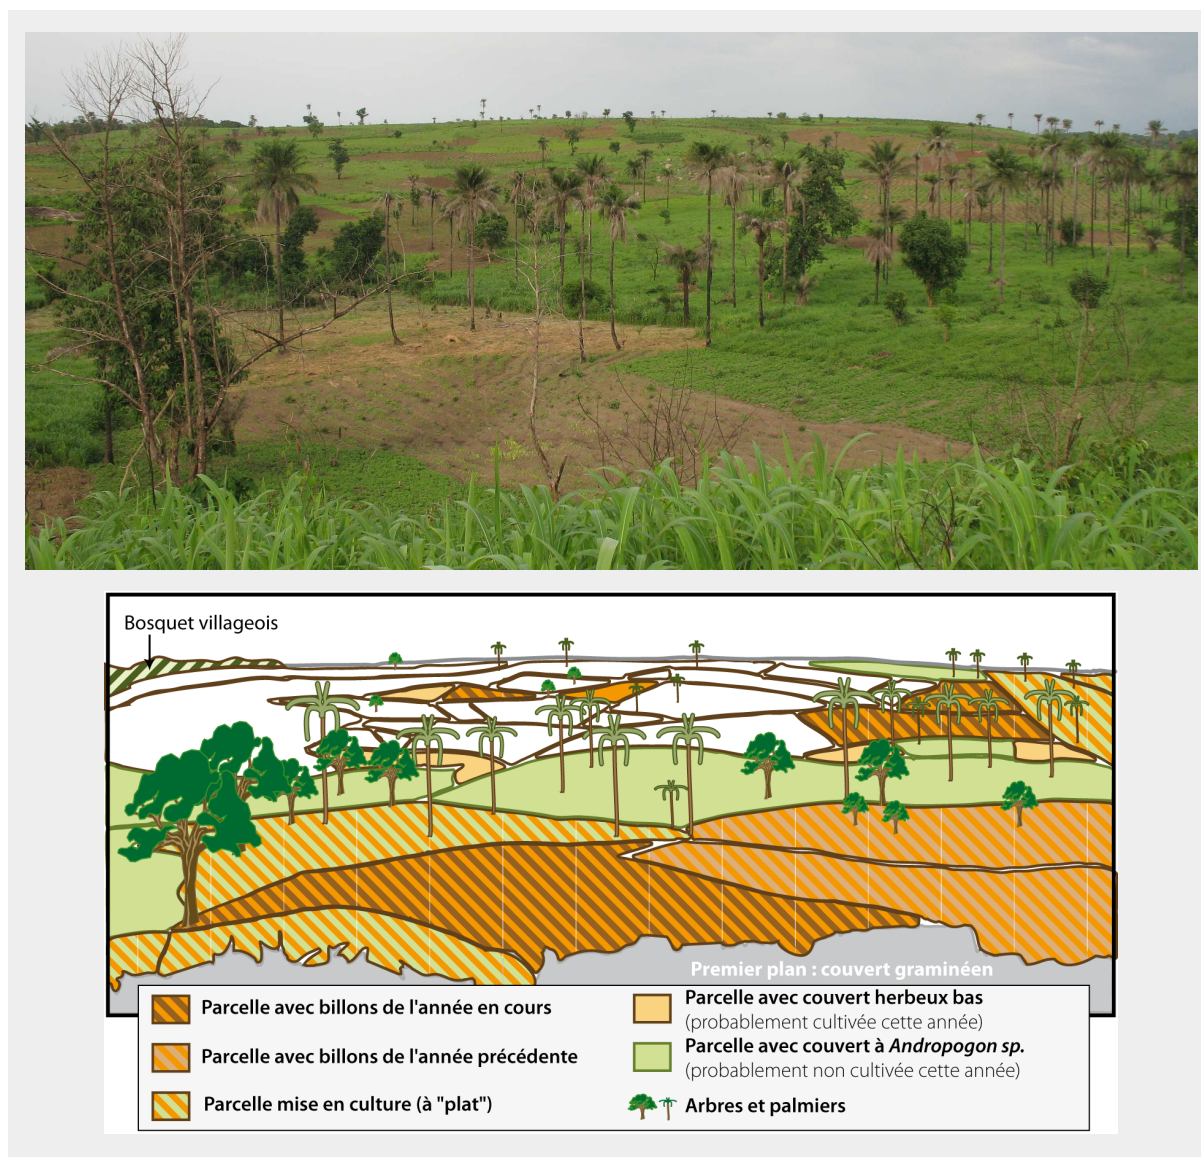 Bosquet villageois
Premier plan : couvert graminéen
Parcelle avec billons de l'année en cours
Parcelle avec billons de l'année précédente
Parcelle mise en culture (à "plat")
Parcelle avec couvert herbeux bas
(probablement cultivée cette année)
Parcelle avec couvert à Andropogon sp.
(probablement non cultivée cette année)
Arbres et palmiers